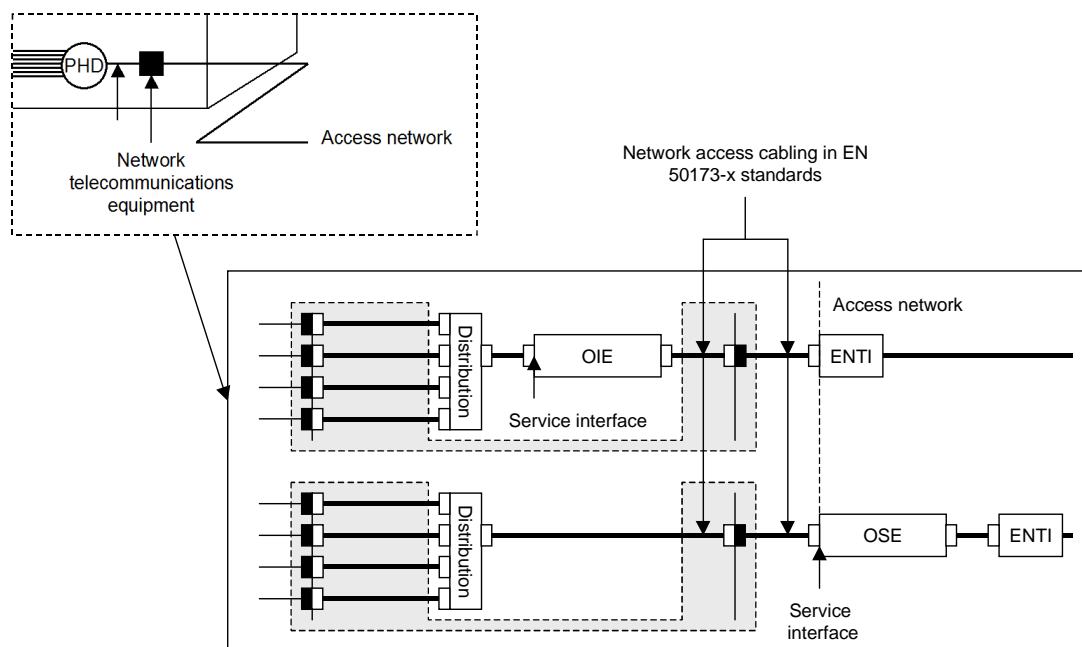 PHD
Access network
Network
telecommunications
equipment
Network access cabling in EN
50173-x standards
Access network
Distribution
OIE
ENTI
Service interface
Distribution
OSE
ENTI
Service
interface